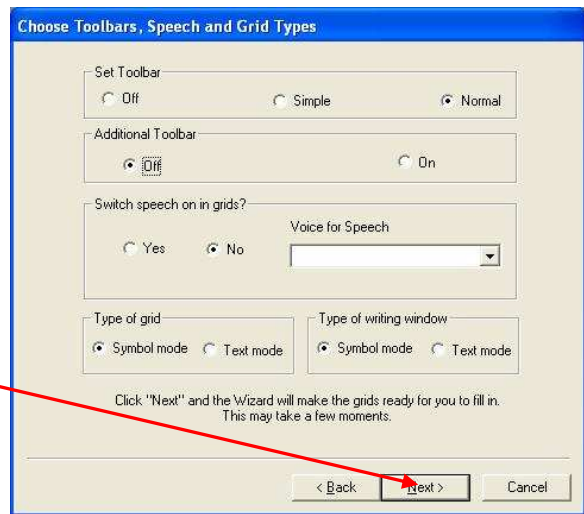 Choose Toolbars, Speech and Grid Types
Set Toolbar
Off Simple Normal
Additional Toolbar
Off On
Switch speech on in grids?
Voice for Speech
Yes No
Type of grid Type of writing window
Symbol mode Text mode Symbol mode Text mode
Click "Next" and the Wizard will make the grids ready for you to fill in.
This may take a few moments.
< Back Next > Cancel